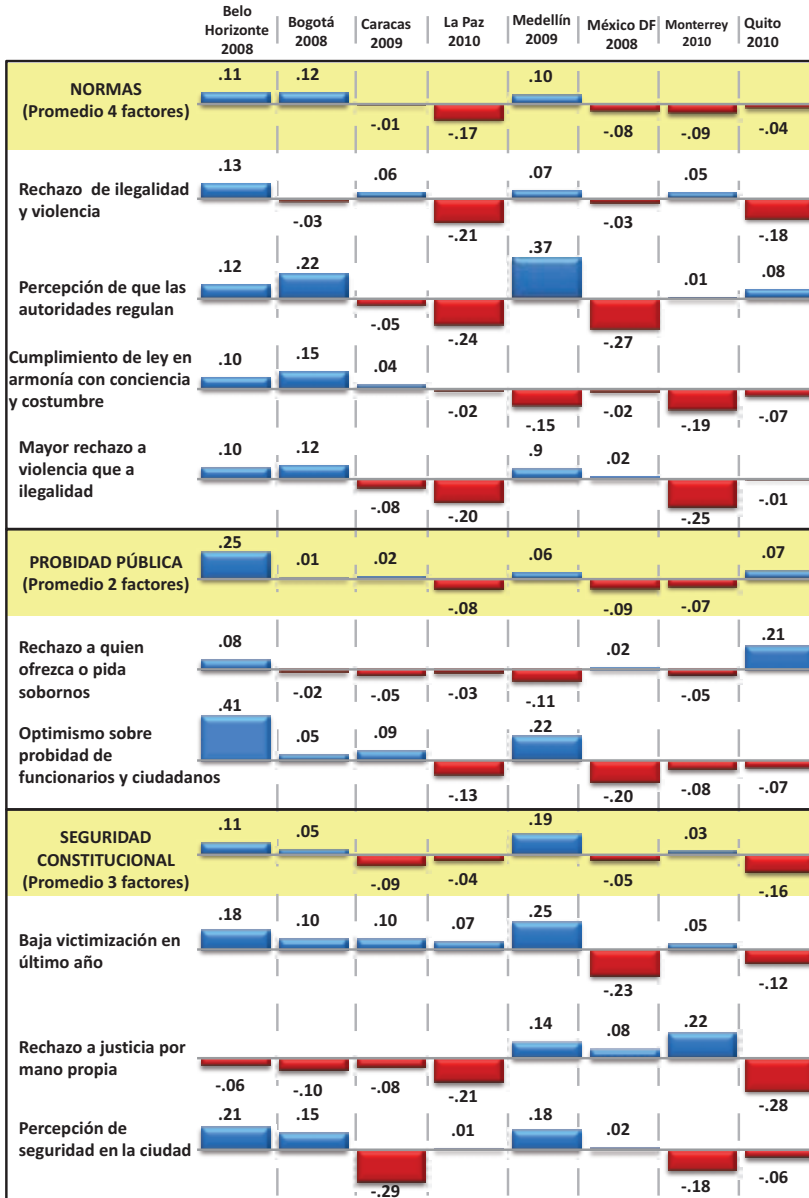 Belo Horizonte 2008
Bogotá 2008
Caracas 2009
La Paz 2010
Medellín 2009
México DF 2008
Monterrey 2010
Quito 2010
NORMAS
(Promedio 4 factores)
.11 .12 -.01 -.17 .10 -.08 -.09 -.04
Rechazo de ilegalidad
y violencia
.13 -.03 .06 -.21 .07 -.03 .05 -.18
Percepción de que las
autoridades regulan
.12 .22 -.05 -.24 .37 -.27 .01 .08
Cumplimiento de ley en
armonía con conciencia
y costumbre
.10 .15 .04 -.02 -.15 -.02 -.19 -.07
Mayor rechazo a
violencia que a
ilegalidad
.10 .12 -.08 -.20 .9 .02 -.25 -.01
PROBIDAD PÚBLICA
(Promedio 2 factores)
.25 .01 .02 -.08 .06 -.09 -.07 .07
Rechazo a quien
ofrezca o pida
sobornos
.08 -.02 -.05 -.03 -.11 .02 -.05 .21
Optimismo sobre
probidad de
funcionarios y ciudadanos
.41 .05 .09 -.13 .22 -.20 -.08 -.07
SEGURIDAD
CONSTITUCIONAL
(Promedio 3 factores)
.11 .05 -.09 -.04 .19 -.05 .03 -.16
Baja victimización en
último año
.18 .10 .10 .07 .25 -.23 .05 -.12
Rechazo a justicia por
mano propia
-.06 -.10 -.08 -.21 .14 .08 .22 -.28
Percepción de
seguridad en la ciudad
.21 .15 -.29 .01 .18 .02 -.18 -.06